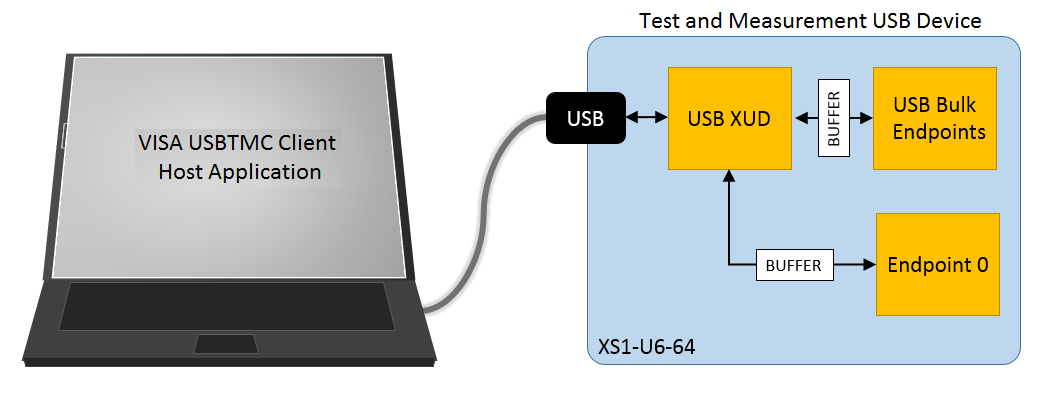 Test and Measurement USB Device
VISA USBTMC Client
Host Application
USB
USB XUD
BUFFER
USB Bulk
Endpoints
BUFFER
Endpoint 0
XS1-U6-64